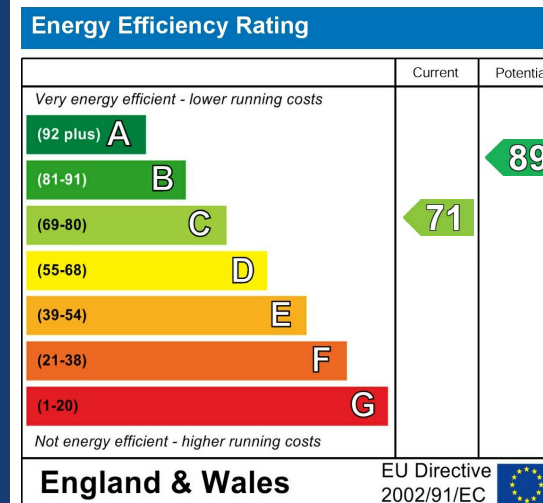 Energy Efficiency Rating
Current Potentia
Very energy efficient - lower running costs
(92 plus) A
(81-91) B
89
(69-80) C
71
(55-68) D
(39-54) E
(21-38) F
(1-20) G
Not energy efficient - higher running costs
England & Wales
EU Directive
2002/91/EC